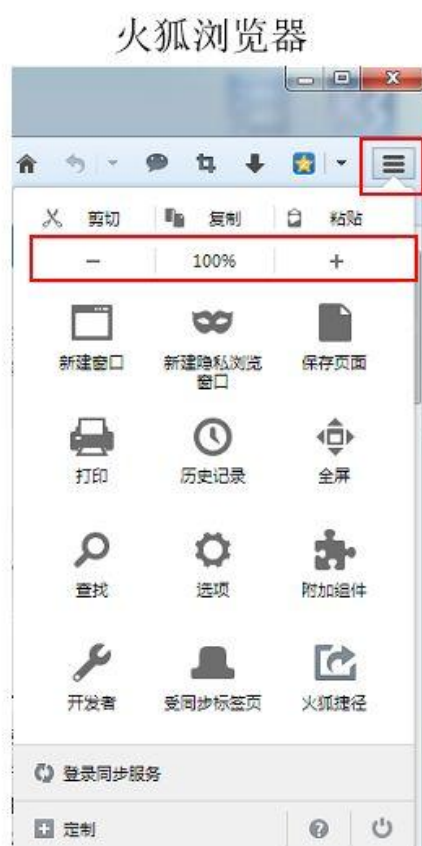 火狐浏览器
剪切 复制 粘贴
− 100% +
新建窗口 新建隐私浏览 保存页面
窗口
打印 历史记录 全屏
查找 选项 附加组件
开发者 受同步标签页 火狐捷径
登录同步服务
定制